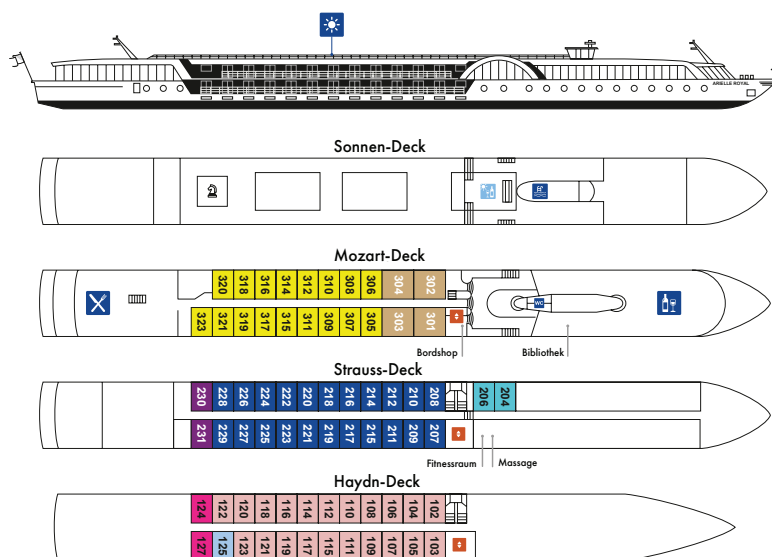 ARIELLE ROYAL
Sonnen-Deck
Mozart-Deck
320 318 316 314 312 310 308 306 304 302
323 321 319 317 315 311 309 307 305 303 301
WC
Bordshop Bibliothek
Strauss-Deck
230 228 226 224 222 220 218 216 214 212 210 208 206 204
231 229 227 225 223 221 219 217 215 211 209 207
Fitnessraum Massage
Haydn-Deck
124 122 120 118 116 114 112 110 108 106 104 102
127 125 123 121 119 117 115 111 109 107 105 103